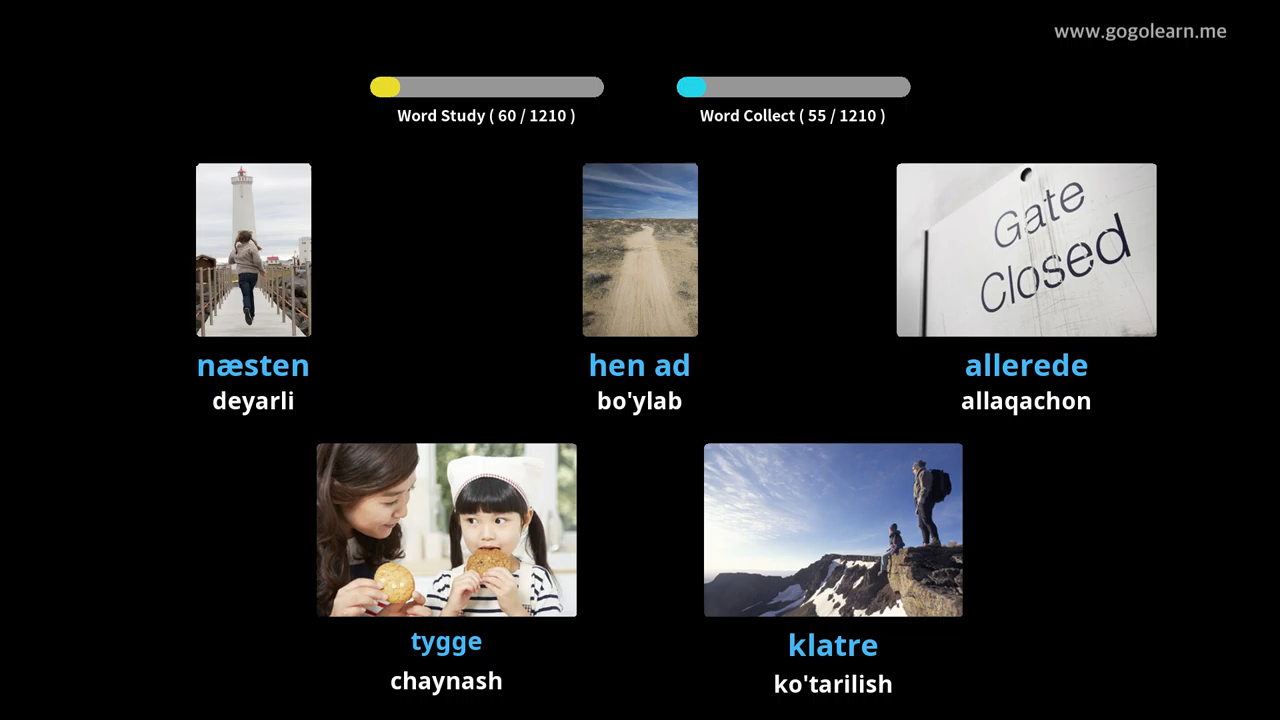 www.gogolearn.me
Word Study ( 60 / 1210 )
Word Collect ( 55 / 1210 )
Gate
Closed
næsten
hen ad
allerede
deyarli
bo'ylab
allaqachon
tygge
klatre
chaynash
ko'tarilish